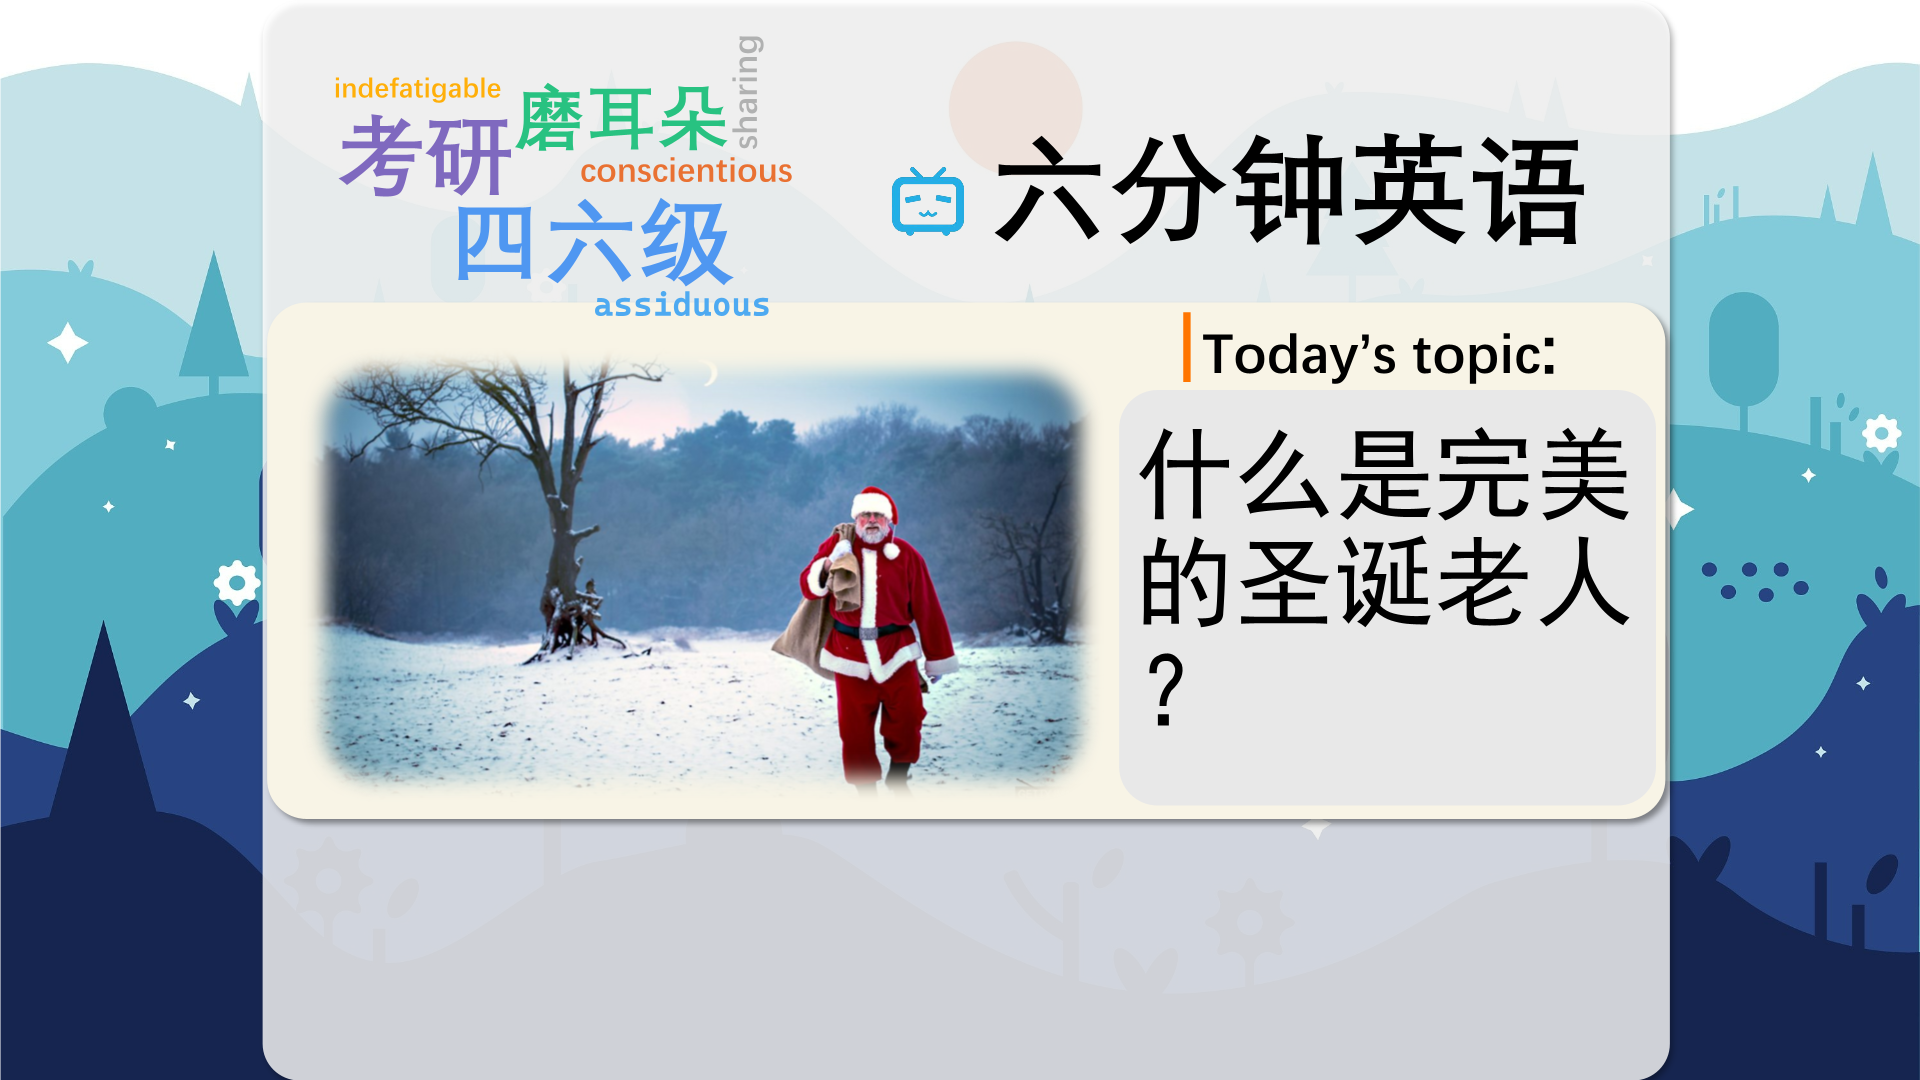 indefatigable
sharing
考研
磨耳朵
conscientious
四六级
assiduous
六分钟英语
Today’s topic:
什么是完美
的圣诞老人
？